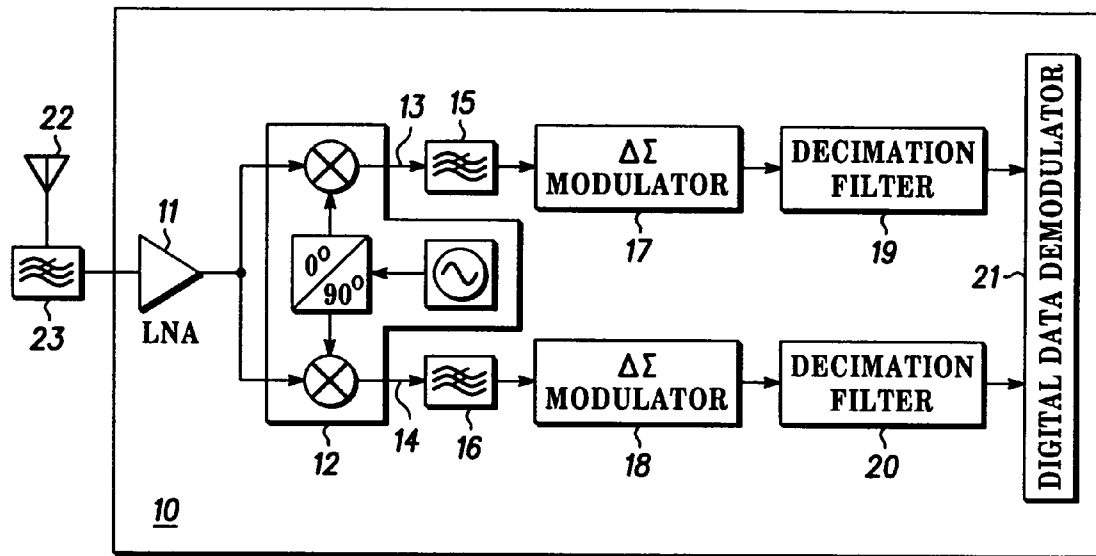 22
23
11
LNA
13
15
0°
90°
12
14
16
ΔΣ
MODULATOR
17
DECIMATION
FILTER
19
ΔΣ
MODULATOR
18
DECIMATION
FILTER
20
21
DIGITAL DATA DEMODULATOR
10